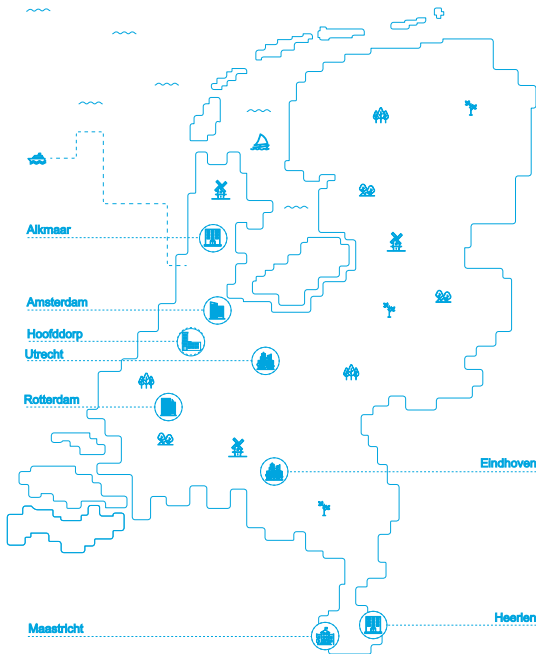 Alkmaar
Amsterdam
Hoofddorp
Utrecht
Rotterdam
Eindhoven
Heerlen
Maastricht